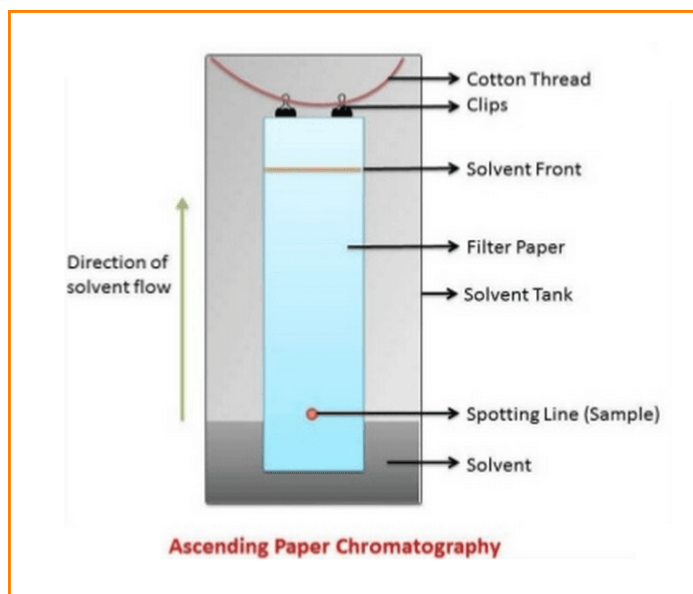 Cotton Thread
Clips
Solvent Front
Filter Paper
Direction of
solvent flow
Solvent Tank
Spotting Line (Sample)
Solvent
Ascending Paper Chromatography